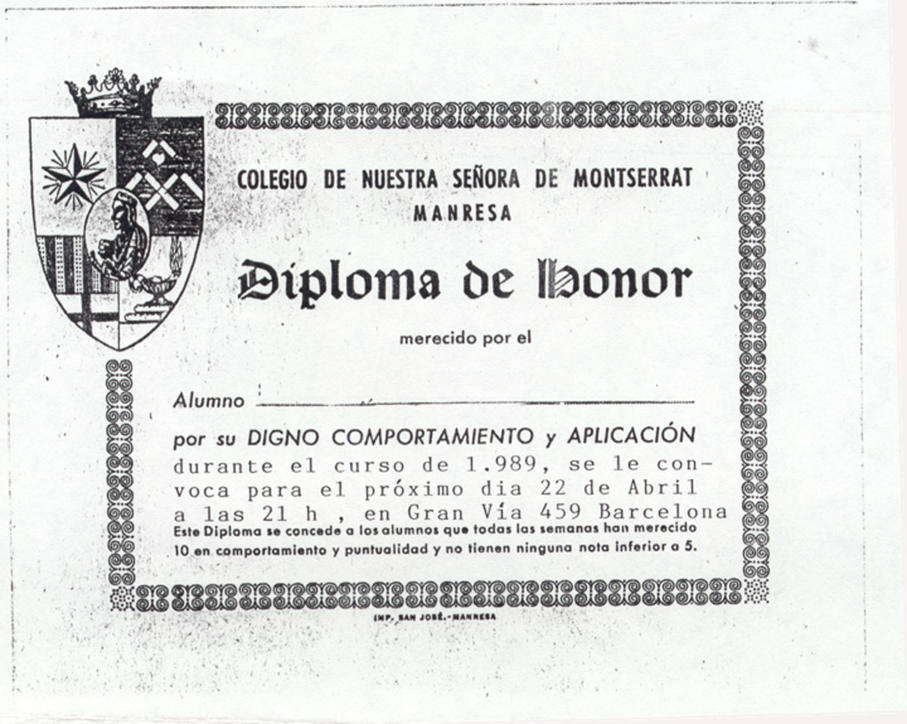 COLEGIO DE NUESTRA SEÑORA DE MONTSERRAT
MANRESA
Diploma de Honor
merecido por el
Alumno
por su DIGNO COMPORTAMIENTO y APLICACIÓN
durante el curso de 1.989, se le con-
voca para el próximo dia 22 de Abril
a las 21 h , en Gran Vía 459 Barcelona
Este Diploma se concede a los alumnos que todas las semanas han merecido
10 en comportamiento y puntualidad y no tienen ninguna nota inferior a 5.
IMP. SAN JOSÉ.-MANRESA